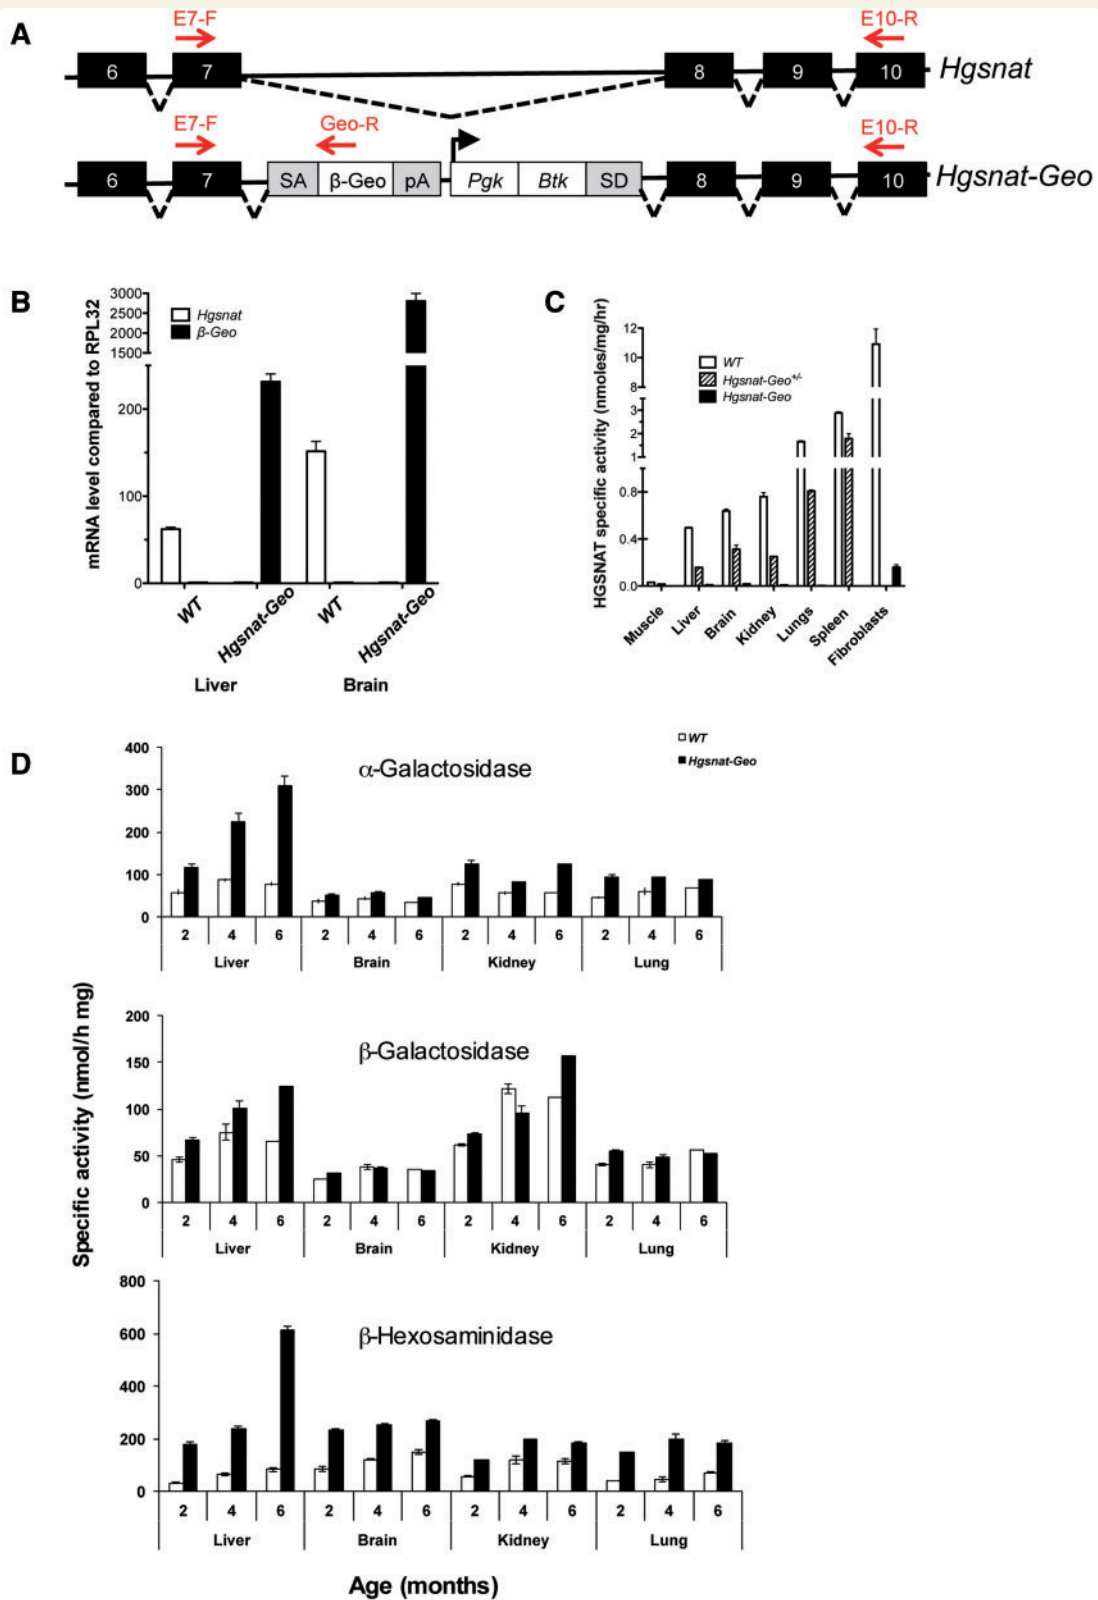 A
E7-F
E10-R
6 7 8 9 10 Hgsnat
E7-F Geo-R E10-R
6 7 SA β-Geo pA Pgk Btk SD 8 9 10 Hgsnat-Geo
B
mRNA level compared to RPL32
3000
2500
2000
1500
200
100
0
Hgsnat
β-Geo
WT Hgsnat-Geo WT Hgsnat-Geo
Liver Brain
C
HGSNAT specific activity (nmoles/mg/hr)
12
10
8
3
2
1
0.8
0.4
0.0
WT
Hgsnat-Geo+/-
Hgsnat-Geo
Muscle Liver Brain Kidney Lungs Spleen Fibroblasts
D
WT
Hgsnat-Geo
Specific activity (nmol/h mg)
α-Galactosidase
400
300
200
100
0
2 4 6 2 4 6 2 4 6 2 4 6
Liver Brain Kidney Lung
β-Galactosidase
200
150
100
50
0
2 4 6 2 4 6 2 4 6 2 4 6
Liver Brain Kidney Lung
β-Hexosaminidase
800
600
400
200
0
2 4 6 2 4 6 2 4 6 2 4 6
Liver Brain Kidney Lung
Age (months)